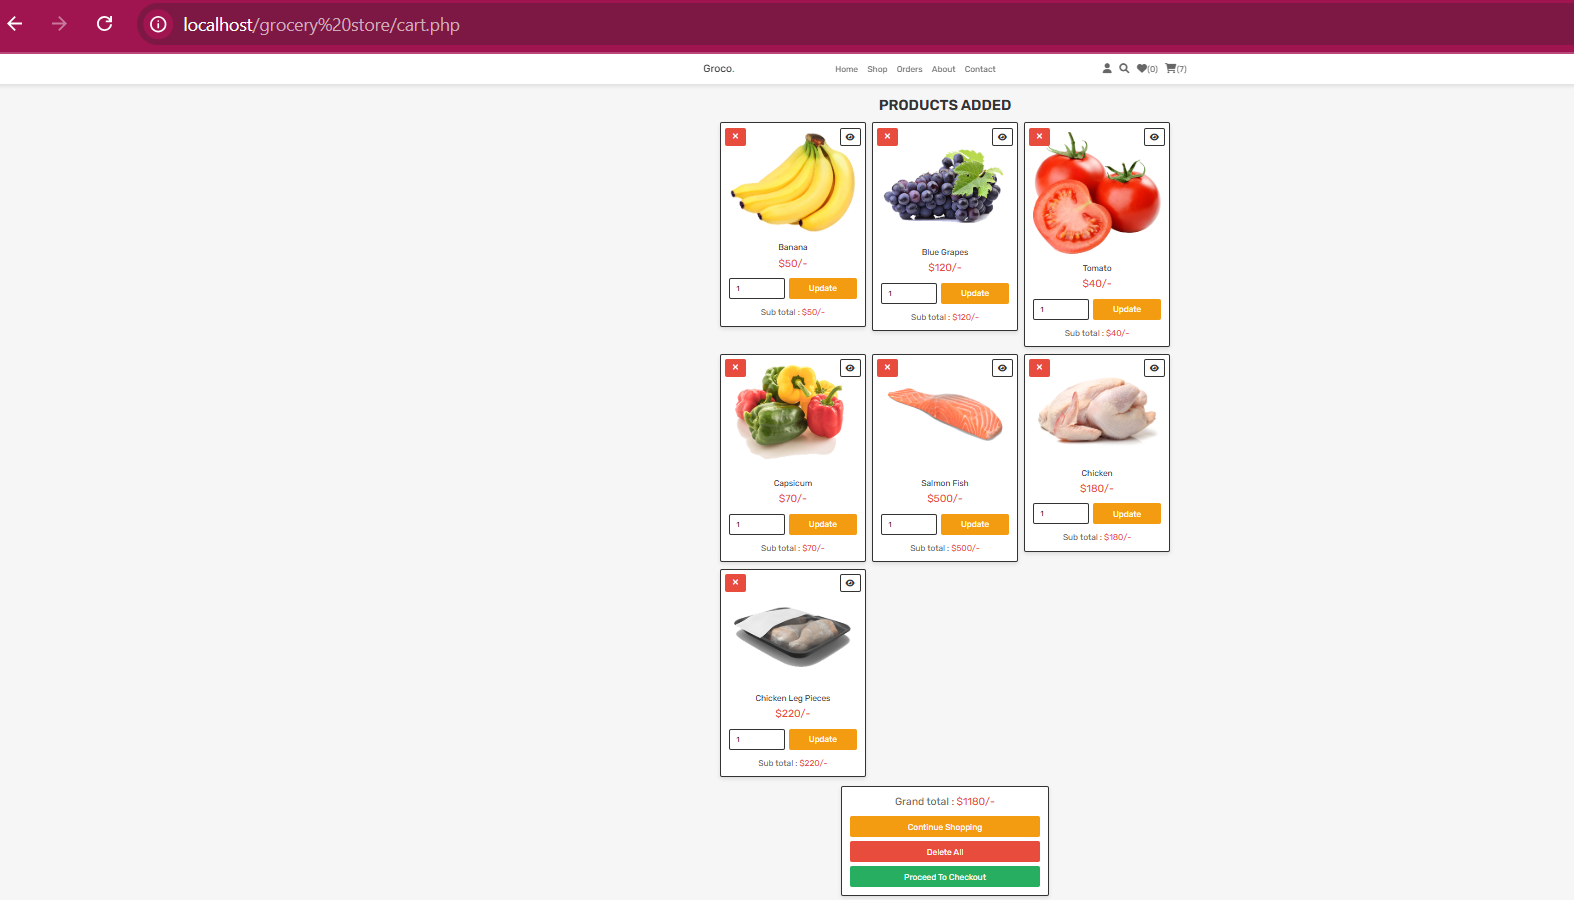 localhost/grocery%20store/cart.php
Groco. Home Shop Orders About Contact (0) (7)
PRODUCTS ADDED
Banana
$50/-
1 Update
Sub total : $50/-
Blue Grapes
$120/-
1 Update
Sub total : $120/-
Tomato
$40/-
1 Update
Sub total : $40/-
Capsicum
$70/-
1 Update
Sub total : $70/-
Salmon Fish
$500/-
1 Update
Sub total : $500/-
Chicken
$180/-
1 Update
Sub total : $180/-
Chicken Leg Pieces
$220/-
1 Update
Sub total : $220/-
Grand total : $1180/-
Continue Shopping
Delete All
Proceed To Checkout